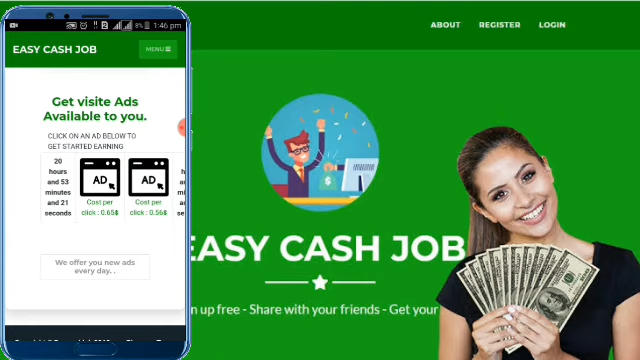 8% 1:46 pm
EASY CASH JOB
MENU
Get visite Ads
Available to you.
CLICK ON AN AD BELOW TO
GET STARTED EARNING
20
hours
and 53
minutes
and 21
seconds
AD
Cost per
click : 0.65$
AD
Cost per
click : 0.56$
We offer you new ads
every day. .
ABOUT REGISTER LOGIN
EASY CASH JOB
up free - Share with your friends - Get your